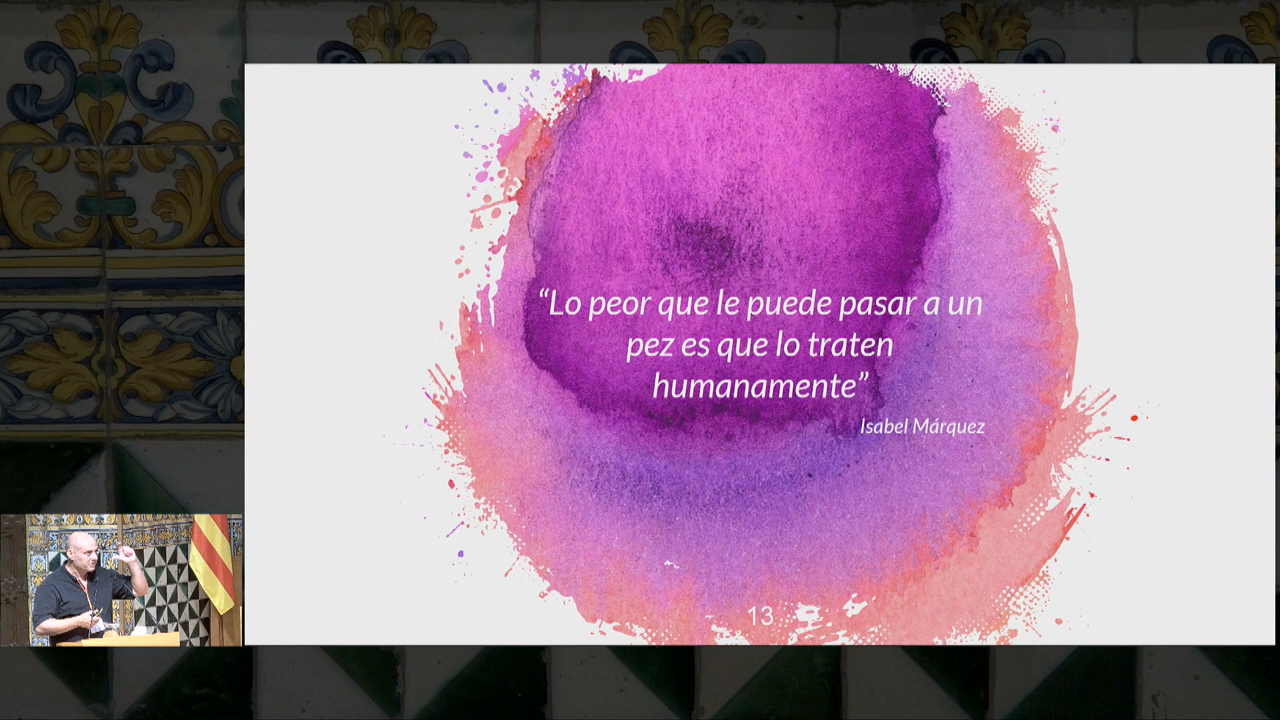 “Lo peor que le puede pasar a un
pez es que lo traten
humanamente”
Isabel Márquez
13